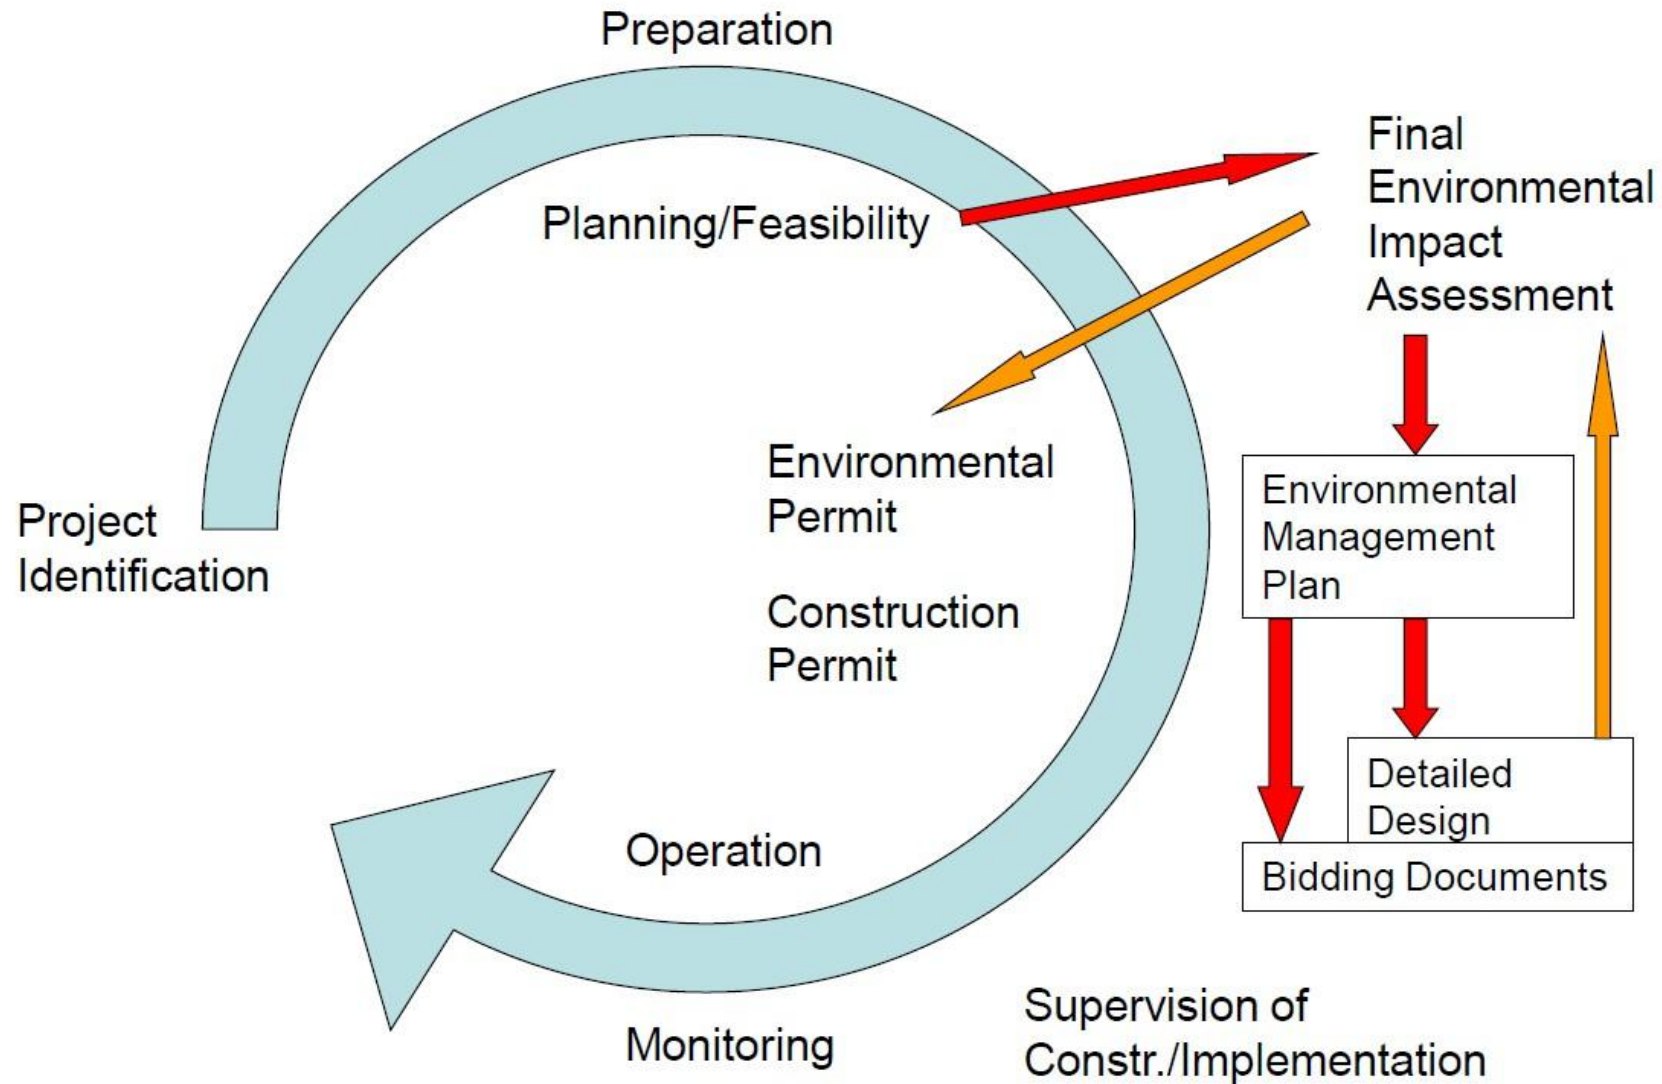 Preparation
Final
Environmental
Impact
Assessment
Planning/Feasibility
Environmental
Permit
Environmental
Management
Plan
Project
Identification
Construction
Permit
Detailed
Design
Operation
Bidding Documents
Supervision of
Constr./Implementation
Monitoring